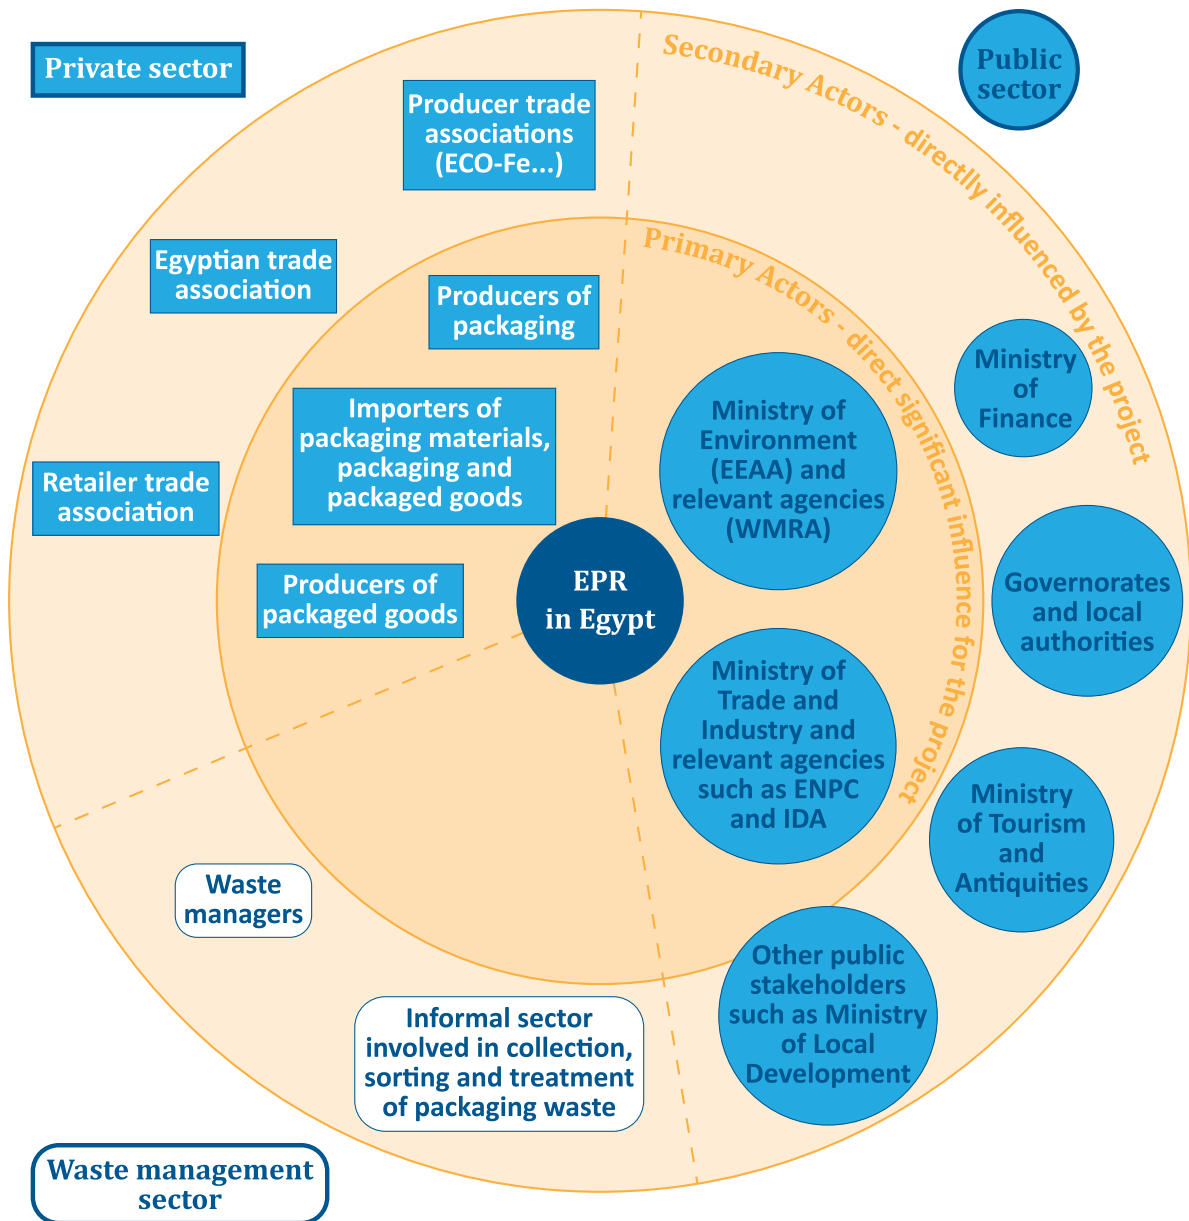 Private sector
Public
sector
Secondary Actors - directlly influenced by the project
Producer trade
associations
(ECO-Fe...)
Primary Actors - direct significant influence for the project
Egyptian trade
association
Producers of
packaging
Ministry
of
Finance
Importers of
packaging materials,
packaging and
packaged goods
Ministry of
Environment
(EEAA) and
relevant agencies
(WMRA)
Retailer trade
association
EPR
in Egypt
Producers of
packaged goods
Governorates
and local
authorities
Ministry of
Trade and
Industry and
relevant agencies
such as ENPC
and IDA
Ministry
of Tourism
and
Antiquities
Waste
managers
Other public
stakeholders
such as Ministry
of Local
Development
Informal sector
involved in collection,
sorting and treatment
of packaging waste
Waste management
sector